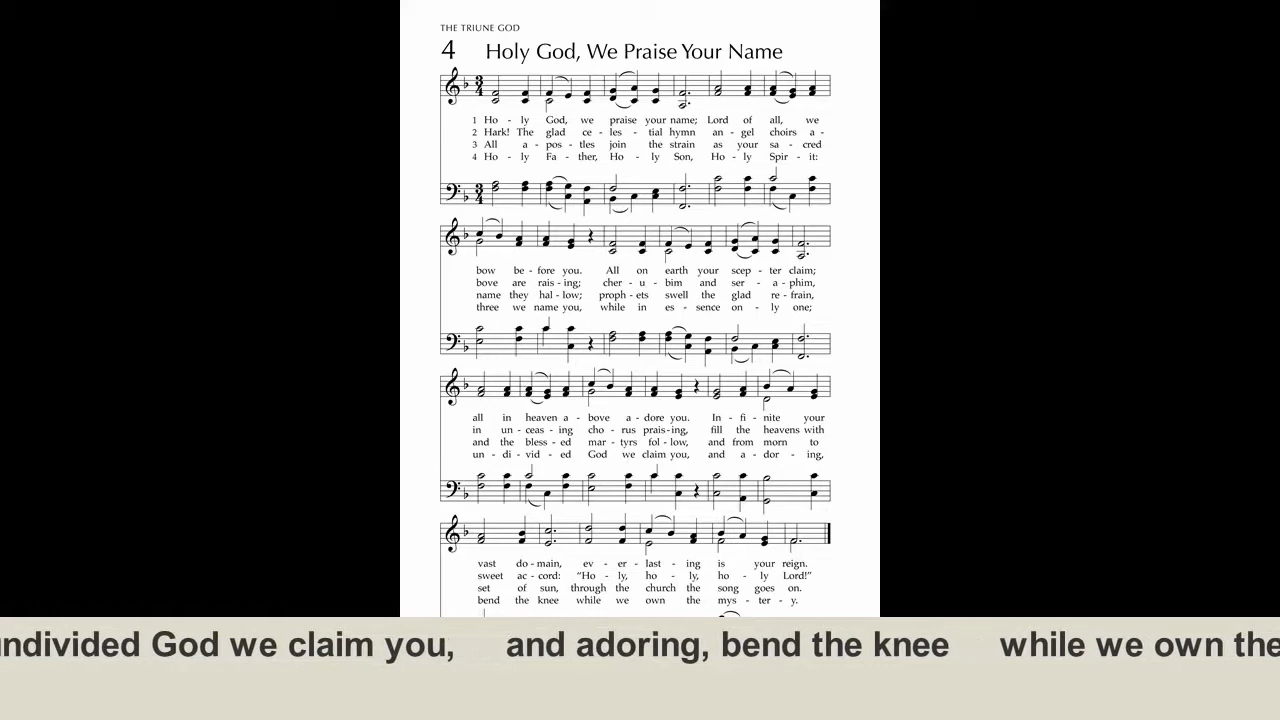 THE TRIUNE GOD
4 Holy God, We Praise Your Name
1 Ho - ly God, we praise your name; Lord of all, we
2 Hark! The glad ce - les - tial hymn an - gel choirs a -
3 All a - pos - tles join the strain as your sa - cred
4 Ho - ly Fa - ther, Ho - ly Son, Ho - ly Spir - it:
bow be - fore you. All on earth your scep - ter claim;
bove are rais - ing; cher - u - bim and ser - a - phim,
name they hal - low; proph - ets swell the glad re - frain,
three we name you, while in es - sence on - ly one;
all in heaven a - bove a - dore you. In - fi - nite your
in un - ceas - ing cho - rus prais - ing, fill the heavens with
and the bless - ed mar - tyrs fol - low, and from morn to
un - di - vid - ed God we claim you, and a - dor - ing,
vast do - main, ev - er - last - ing is your reign.
sweet ac - cord: “Ho - ly, ho - ly, ho - ly Lord!”
set of sun, through the church the song goes on.
bend the knee while we own the mys - ter - y.
undivided God we claim you, and adoring, bend the knee while we own the